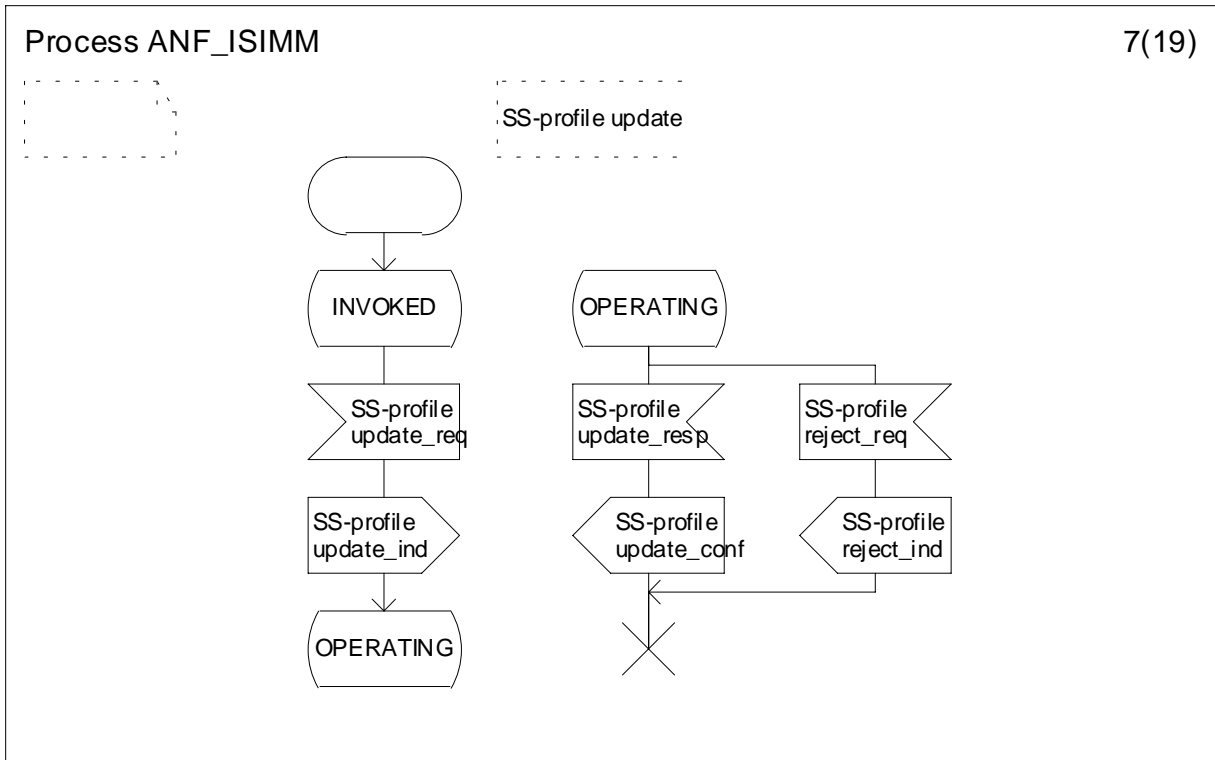 Process ANF_ISIMM
7(19)
SS-profile update
INVOKED
OPERATING
SS-profile
update_req
SS-profile
update_resp
SS-profile
reject_req
SS-profile
update_ind
SS-profile
update_conf
SS-profile
reject_ind
OPERATING